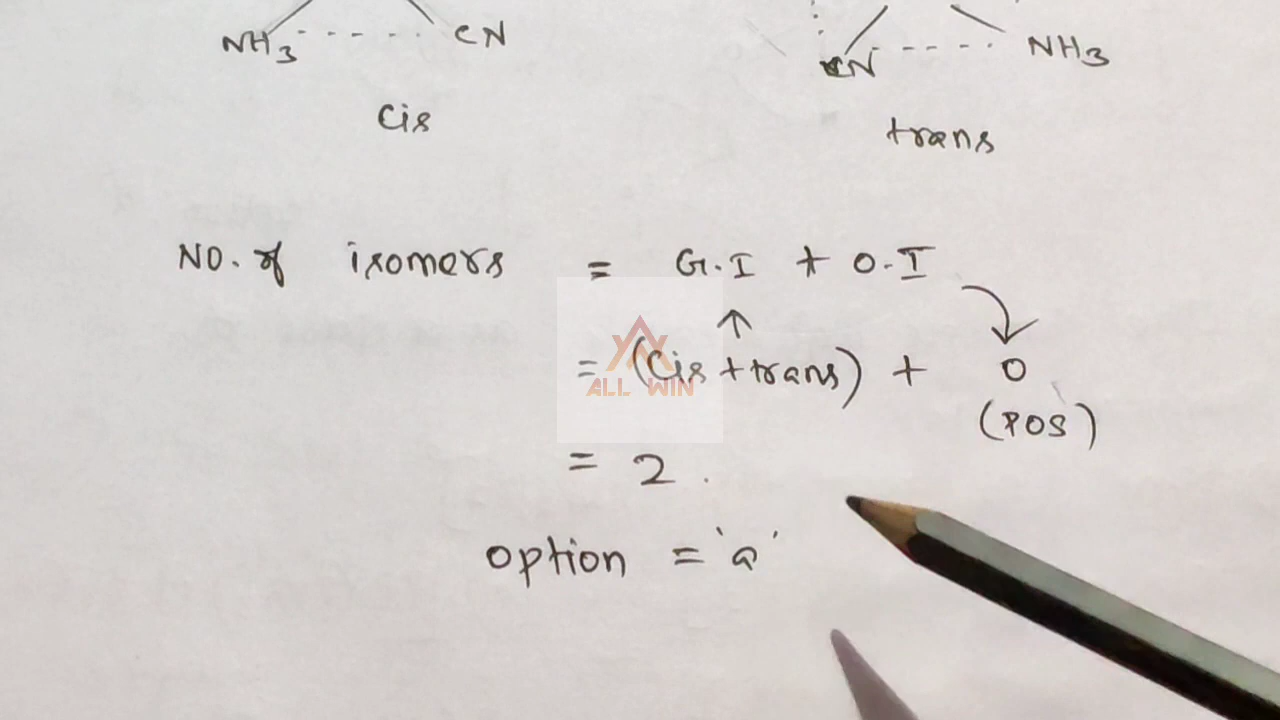 NH3 CN CN NH3
Cis trans
No. of isomers = G.I + O.I
↑
= (Cis + trans) + 0
(POS)
= 2.
option = 'a'
ALL WIN